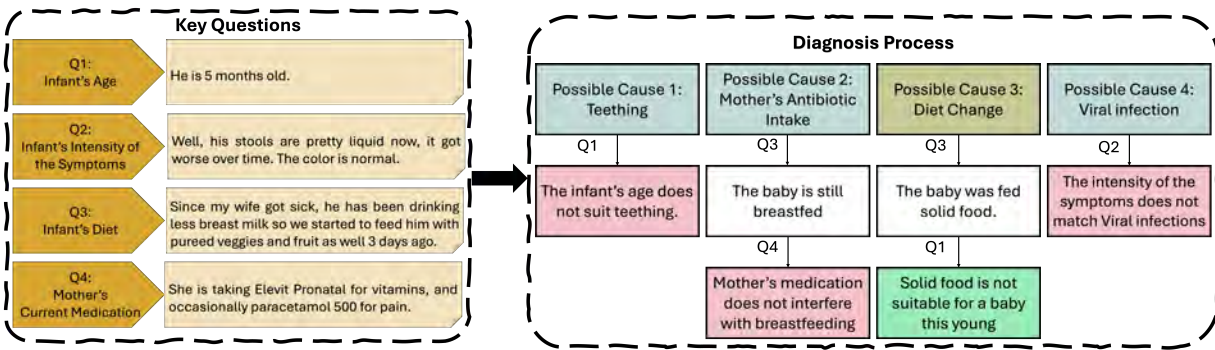 Key Questions
Q1:
Infant's Age
He is 5 months old.
Q2:
Infant's Intensity of
the Symptoms
Well, his stools are pretty liquid now, it got
worse over time. The color is normal.
Q3:
Infant's Diet
Since my wife got sick, he has been drinking
less breast milk so we started to feed him with
pureed veggies and fruit as well 3 days ago.
Q4:
Mother's
Current Medication
She is taking Elevit Pronatal for vitamins, and
occasionally paracetamol 500 for pain.
Diagnosis Process
Possible Cause 1:
Teething
Q1
The infant's age does
not suit teething.
Possible Cause 2:
Mother's Antibiotic
Intake
Q3
The baby is still
breastfed
Q4
Mother's medication
does not interfere
with breastfeeding
Possible Cause 3:
Diet Change
Q3
The baby was fed
solid food.
Q1
Solid food is not
suitable for a baby
this young
Possible Cause 4:
Viral infection
Q2
The intensity of the
symptoms does not
match Viral infections